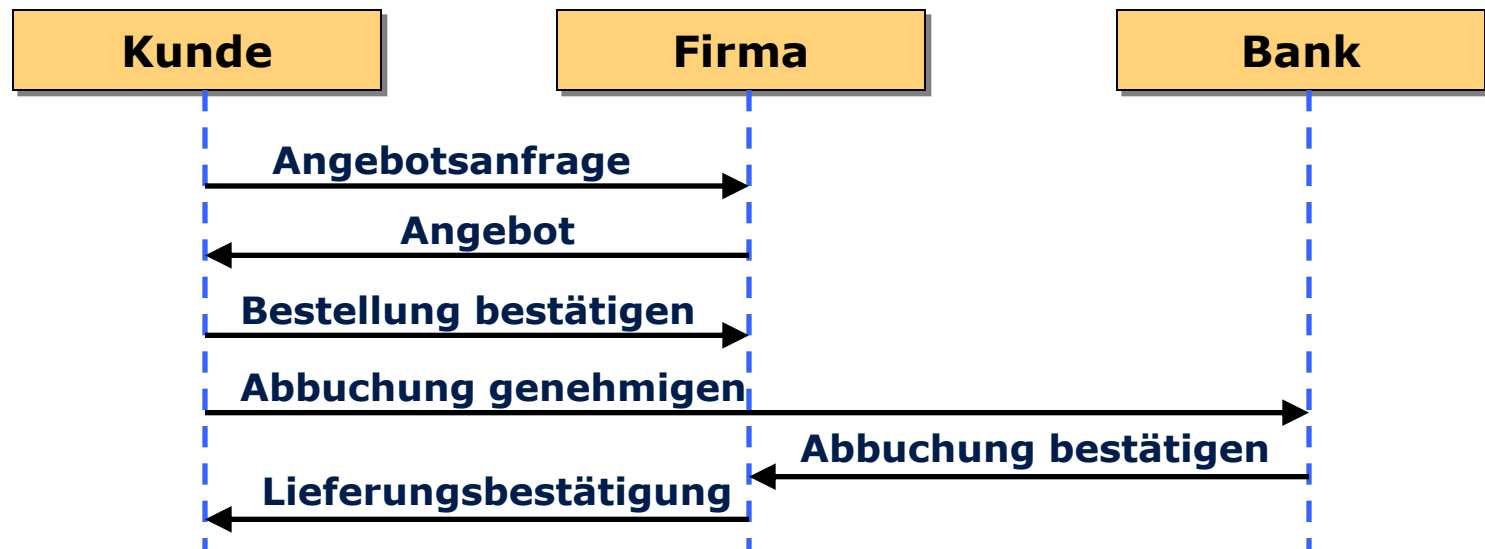 Kunde
Firma
Bank
Angebotsanfrage
Angebot
Bestellung bestätigen
Abbuchung genehmigen
Abbuchung bestätigen
Lieferungsbestätigung